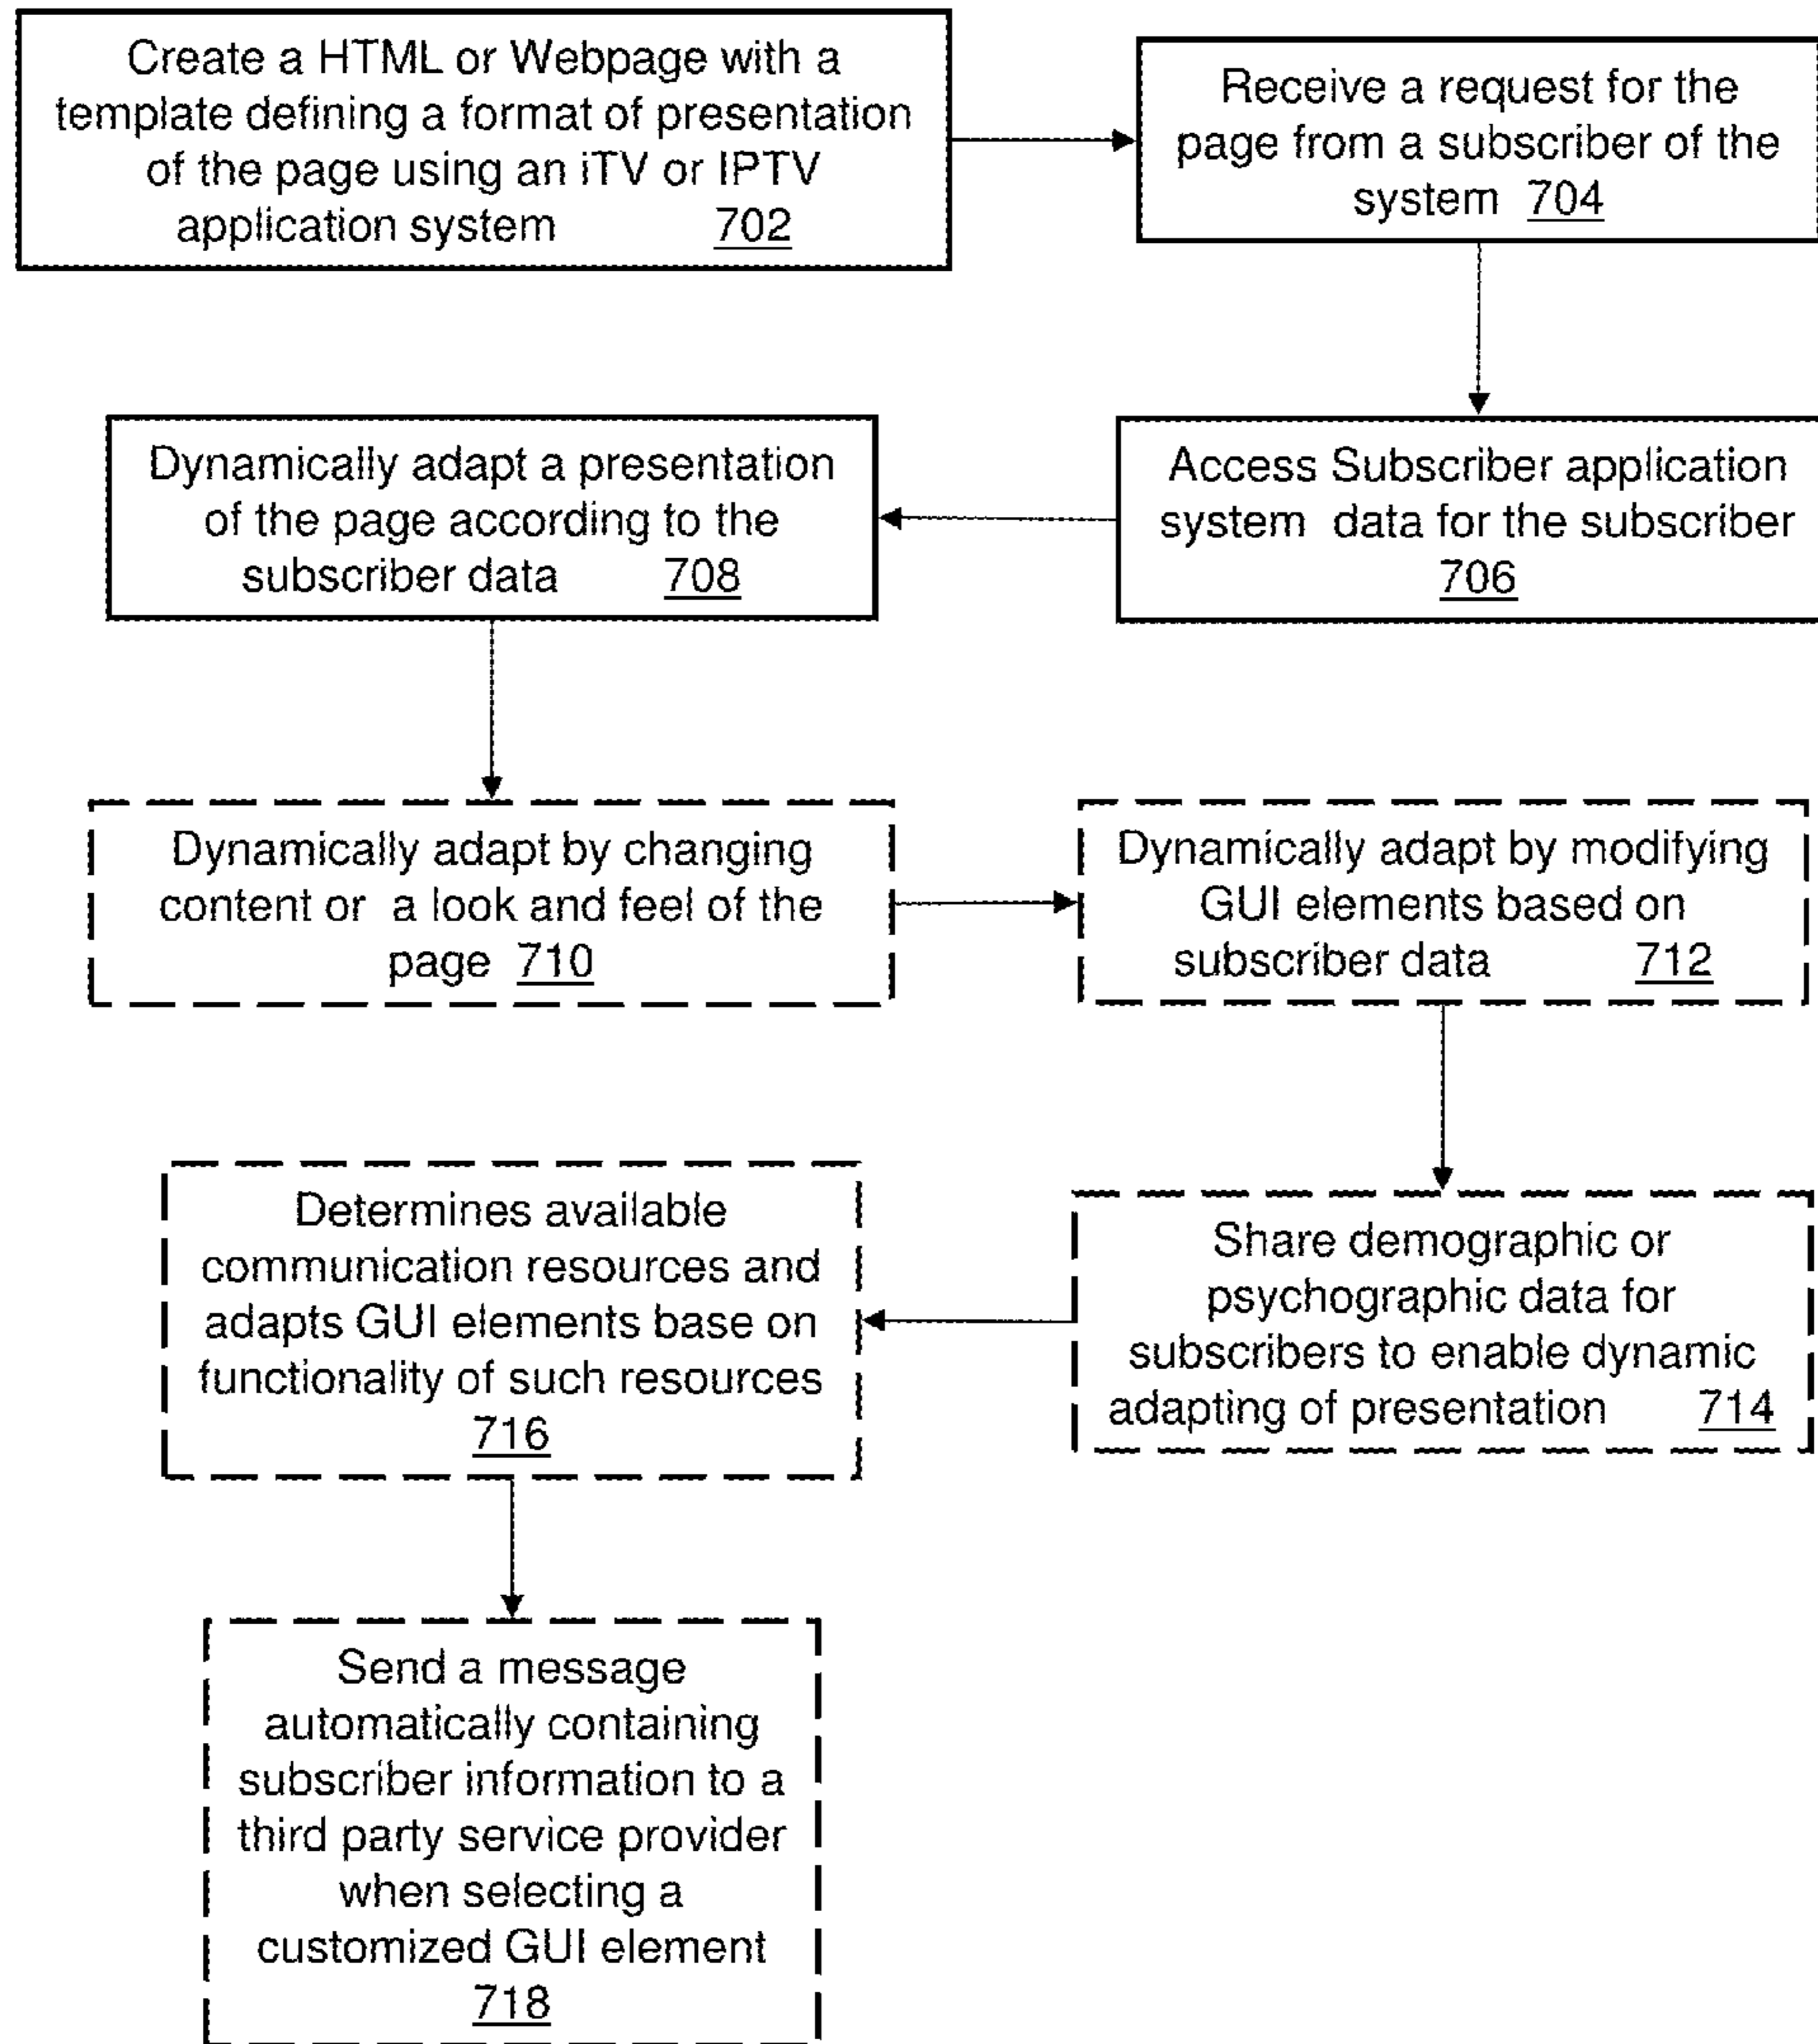 Create a HTML or Webpage with a
template defining a format of presentation
of the page using an iTV or IPTV
application system 702
Receive a request for the
page from a subscriber of the
system 704
Access Subscriber application
system data for the subscriber
706
Dynamically adapt a presentation
of the page according to the
subscriber data 708
Dynamically adapt by changing
content or a look and feel of the
page 710
Dynamically adapt by modifying
GUI elements based on
subscriber data 712
Share demographic or
psychographic data for
subscribers to enable dynamic
adapting of presentation 714
Determines available
communication resources and
adapts GUI elements base on
functionality of such resources
716
Send a message
automatically containing
subscriber information to a
third party service provider
when selecting a
customized GUI element
718